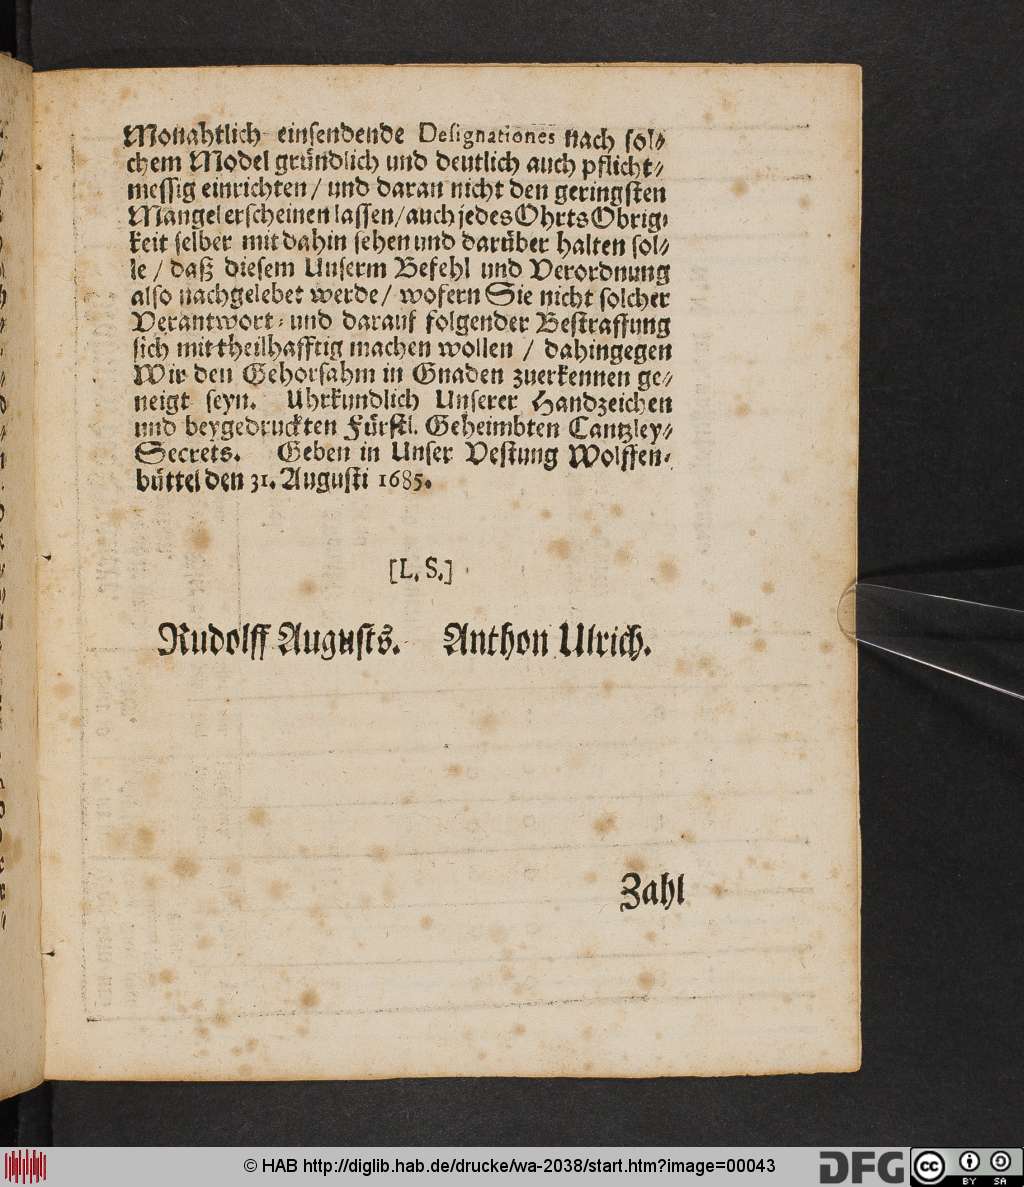 Monahtlich einsendende Designationes nach sol⸗
chem Model gründlich und deutlich auch pflicht⸗
messig einrichten / und daran nicht den geringsten
Mangel erscheinen lassen / auch jedes Ohrts Obrig⸗
keit selber mit dahin sehen und darüber halten sol⸗
le / daß diesem Unserm Befehl und Verordnung
also nachgelebet werde / wofern Sie nicht solcher
Verantwort⸗ und darauf folgender Bestraffung
sich mittheilhafftig machen wollen / dahingegen
Wir den Gehorsahm in Gnaden zuerkennen ge⸗
neigt seyn. Uhrkundlich Unserer Handzeichen
und beygedruckten Fürstl. Geheimbten Cantzley⸗
Secrets. Geben in Unser Vestung Wolffen⸗
büttel den 31. Augusti 1685.
[L. S.]
Rudolff Augusts. Anthon Ulrich.
Zahl
© HAB http://diglib.hab.de/drucke/wa-2038/start.htm?image=00043
DFG
cc BY SA